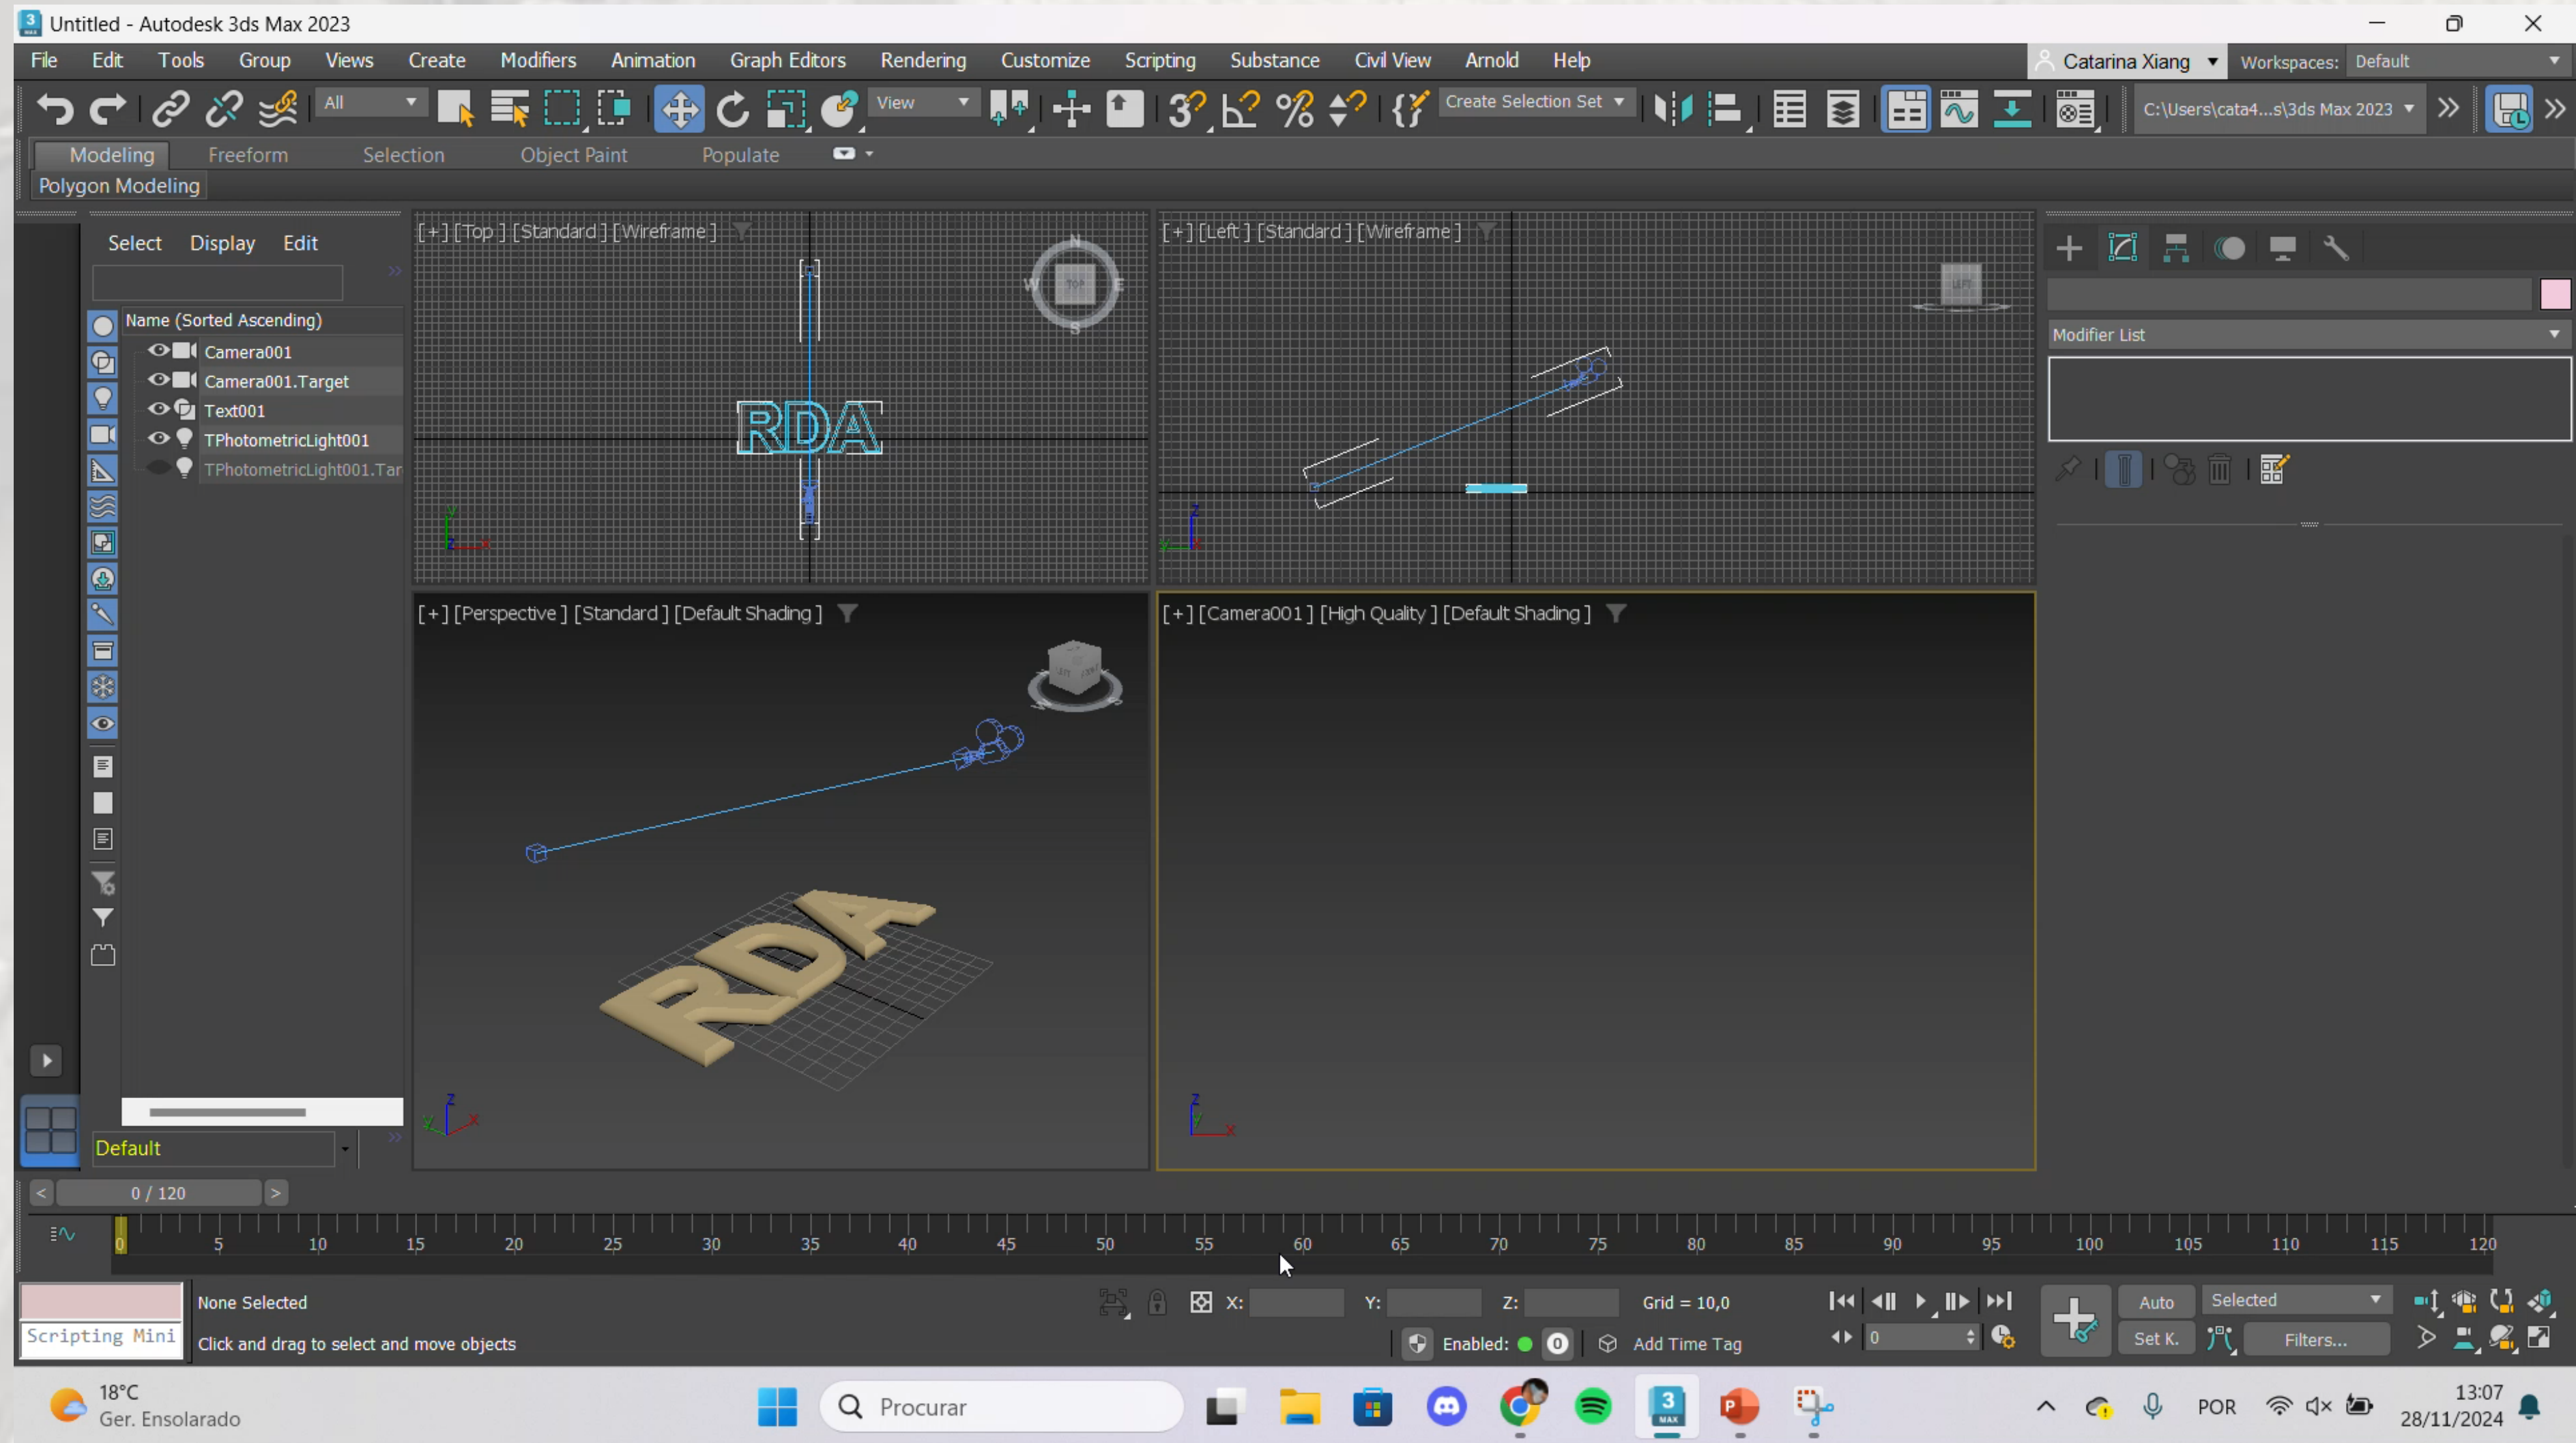 Untitled - Autodesk 3ds Max 2023
File Edit Tools Group Views Create Modifiers Animation Graph Editors Rendering Customize Scripting Substance Civil View Arnold Help
Catarina Xiang Workspaces: Default
All View Create Selection Set C:\Users\cata4...s\3ds Max 2023
Modeling Freeform Selection Object Paint Populate
Polygon Modeling
Select Display Edit
Name (Sorted Ascending)
Camera001
Camera001.Target
Text001
TPhotometricLight001
TPhotometricLight001.Tar
Default
[+] [Top ] [Standard ] [Wireframe ]
N
W TOP E
S
RDA
y
z x
[+] [Left ] [Standard ] [Wireframe ]
LEFT
z
y x
[+] [Perspective ] [Standard ] [Default Shading ]
RDA
z
y x
[+] [Camera001 ] [High Quality ] [Default Shading ]
z
y
x
Modifier List
< 0 / 120 >
0 5 10 15 20 25 30 35 40 45 50 55 60 65 70 75 80 85 90 95 100 105 110 115 120
None Selected X: Y: Z: Grid = 10,0 Auto Selected
Scripting Mini Click and drag to select and move objects Enabled: 0 Add Time Tag 0 Set K. Filters...
18°C
Ger. Ensolarado
Procurar
3
MAX
P
POR
13:07
28/11/2024